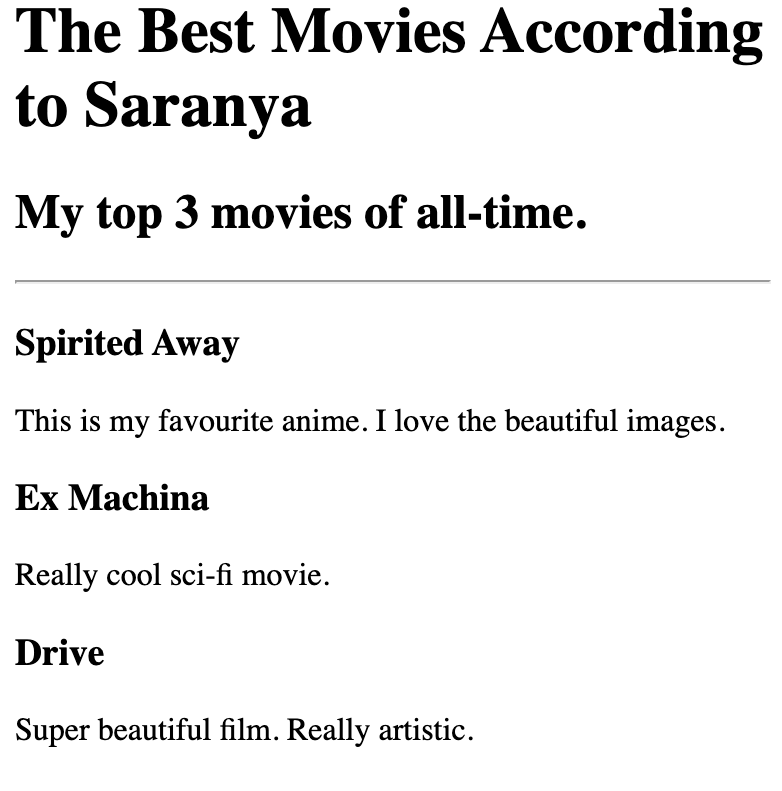 The Best Movies According
to Saranya
My top 3 movies of all-time.
Spirited Away
This is my favourite anime. I love the beautiful images.
Ex Machina
Really cool sci-fi movie.
Drive
Super beautiful film. Really artistic.